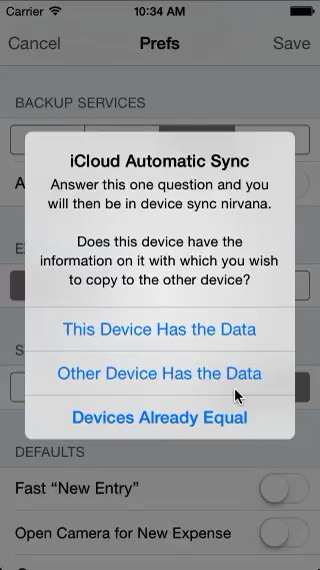 Carrier 10:34 AM
Cancel Prefs Save
BACKUP SERVICES
A
iCloud Automatic Sync
Answer this one question and you
will then be in device sync nirvana.
Does this device have the
information on it with which you wish
to copy to the other device?
E
This Device Has the Data
S
Other Device Has the Data
Devices Already Equal
DEFAULTS
Fast “New Entry”
Open Camera for New Expense